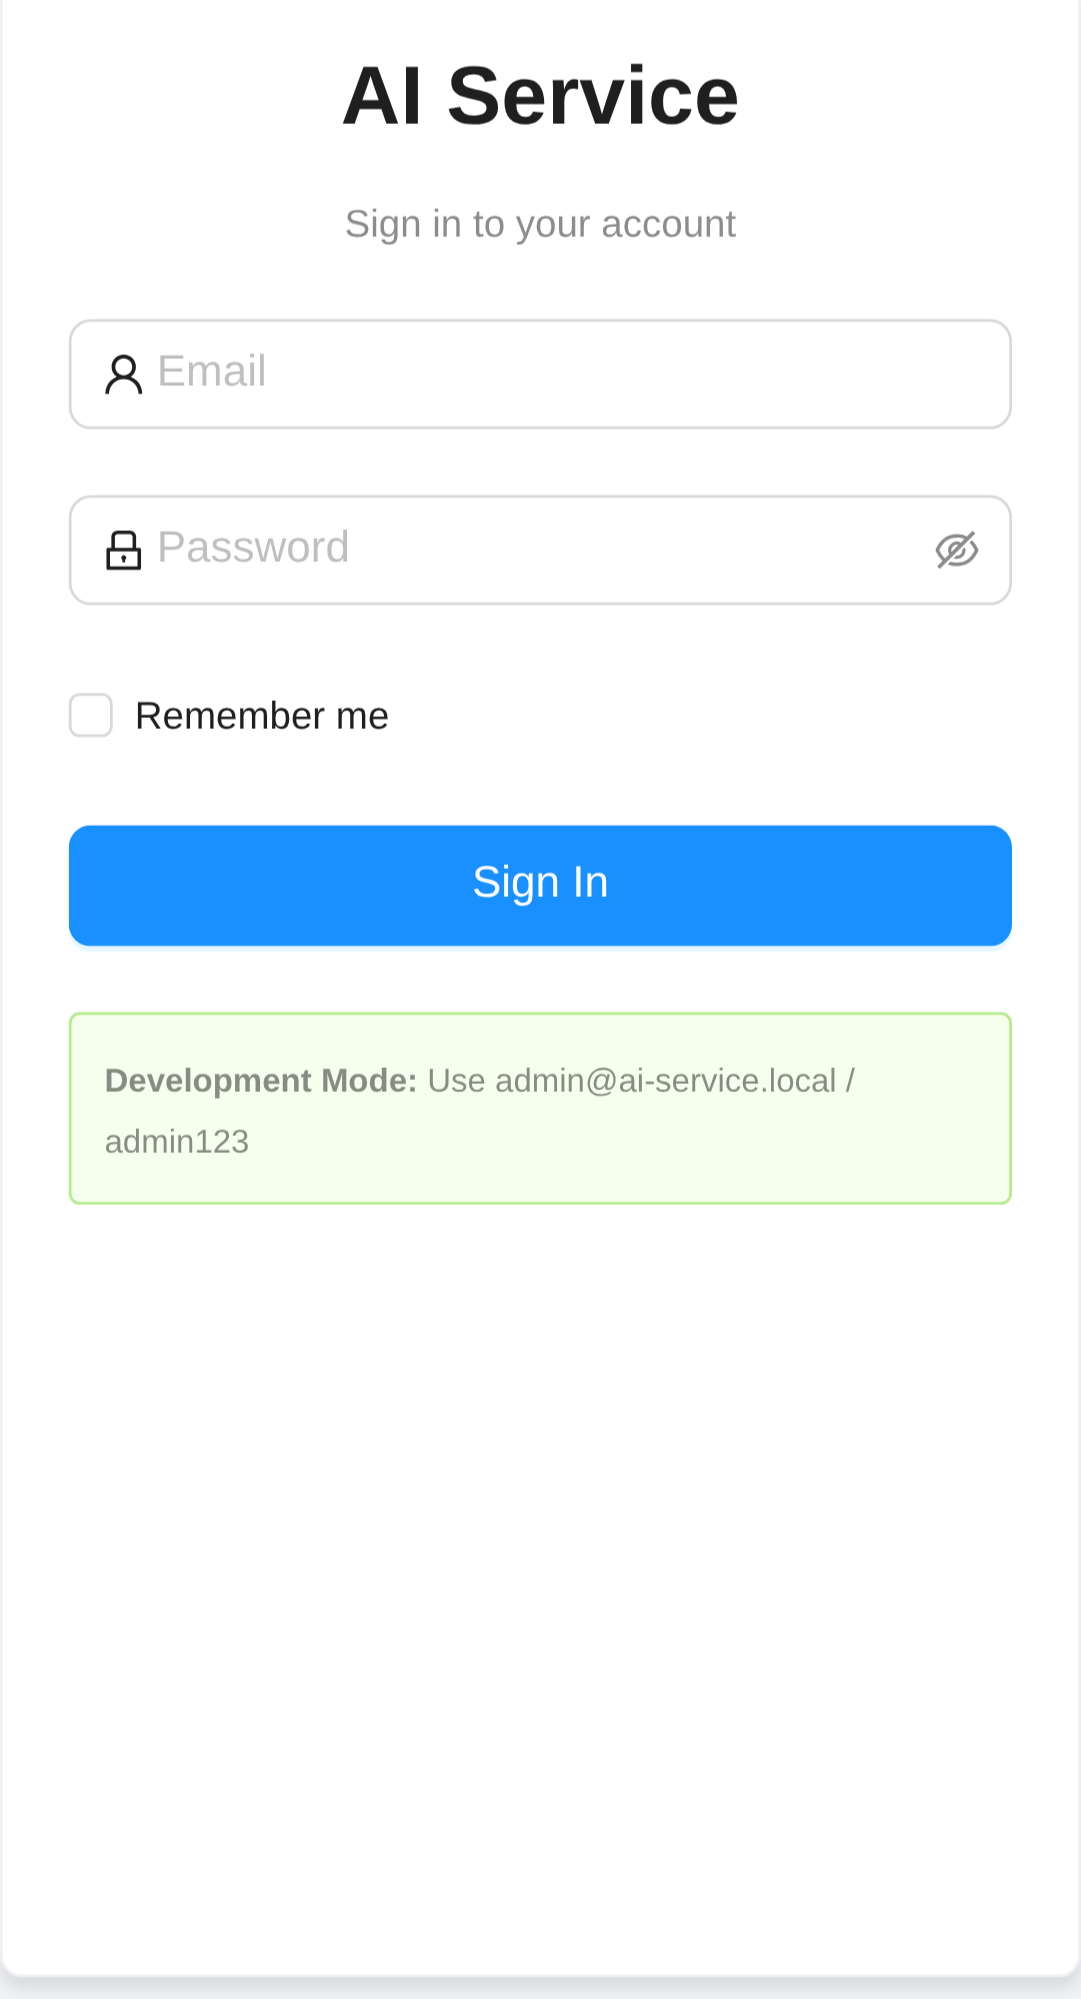 AI Service
Sign in to your account
Email
Password
Remember me
Sign In
Development Mode: Use admin@ai-service.local /
admin123